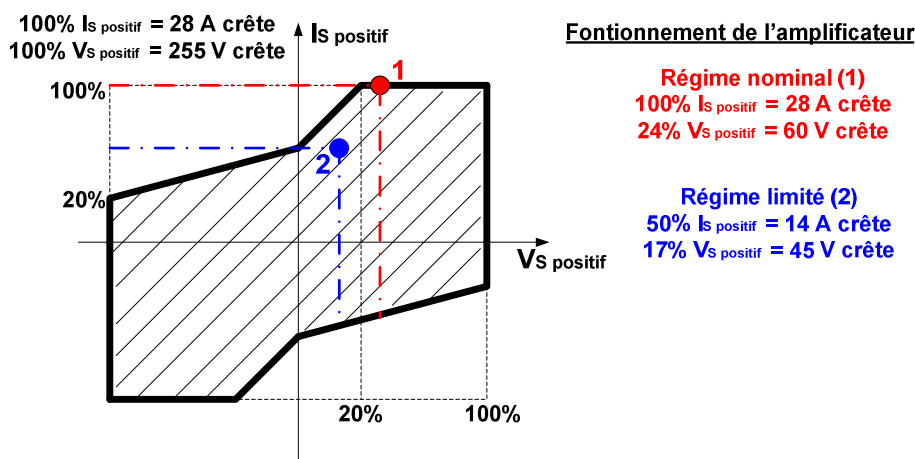 100% IS positif = 28 A crête
100% VS positif = 255 V crête
IS positif
Fontionnement de l'amplificateur
1
100%
Régime nominal (1)
100% IS positif = 28 A crête
24% VS positif = 60 V crête
2
20%
Régime limité (2)
50% IS positif = 14 A crête
17% VS positif = 45 V crête
VS positif
20%
100%